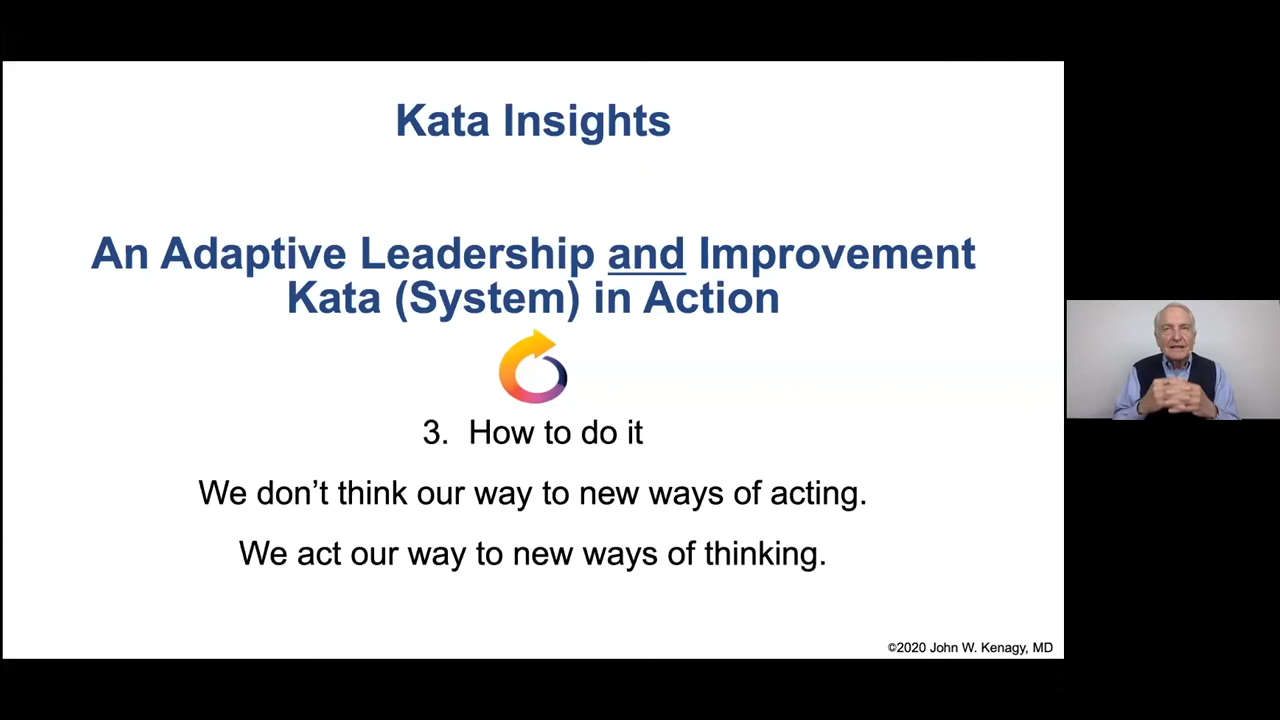 Kata Insights
An Adaptive Leadership and Improvement
Kata (System) in Action
3. How to do it
We don’t think our way to new ways of acting.
We act our way to new ways of thinking.
©2020 John W. Kenagy, MD